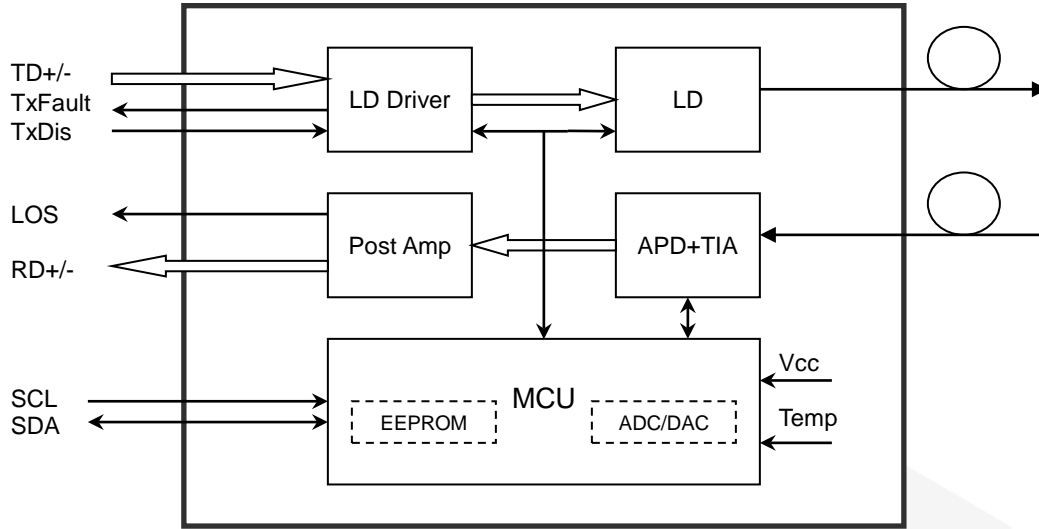 TD+/-
TxFault
TxDis
LD Driver
LD
LOS
RD+/-
Post Amp
APD+TIA
SCL
SDA
MCU
EEPROM
ADC/DAC
Vcc
Temp